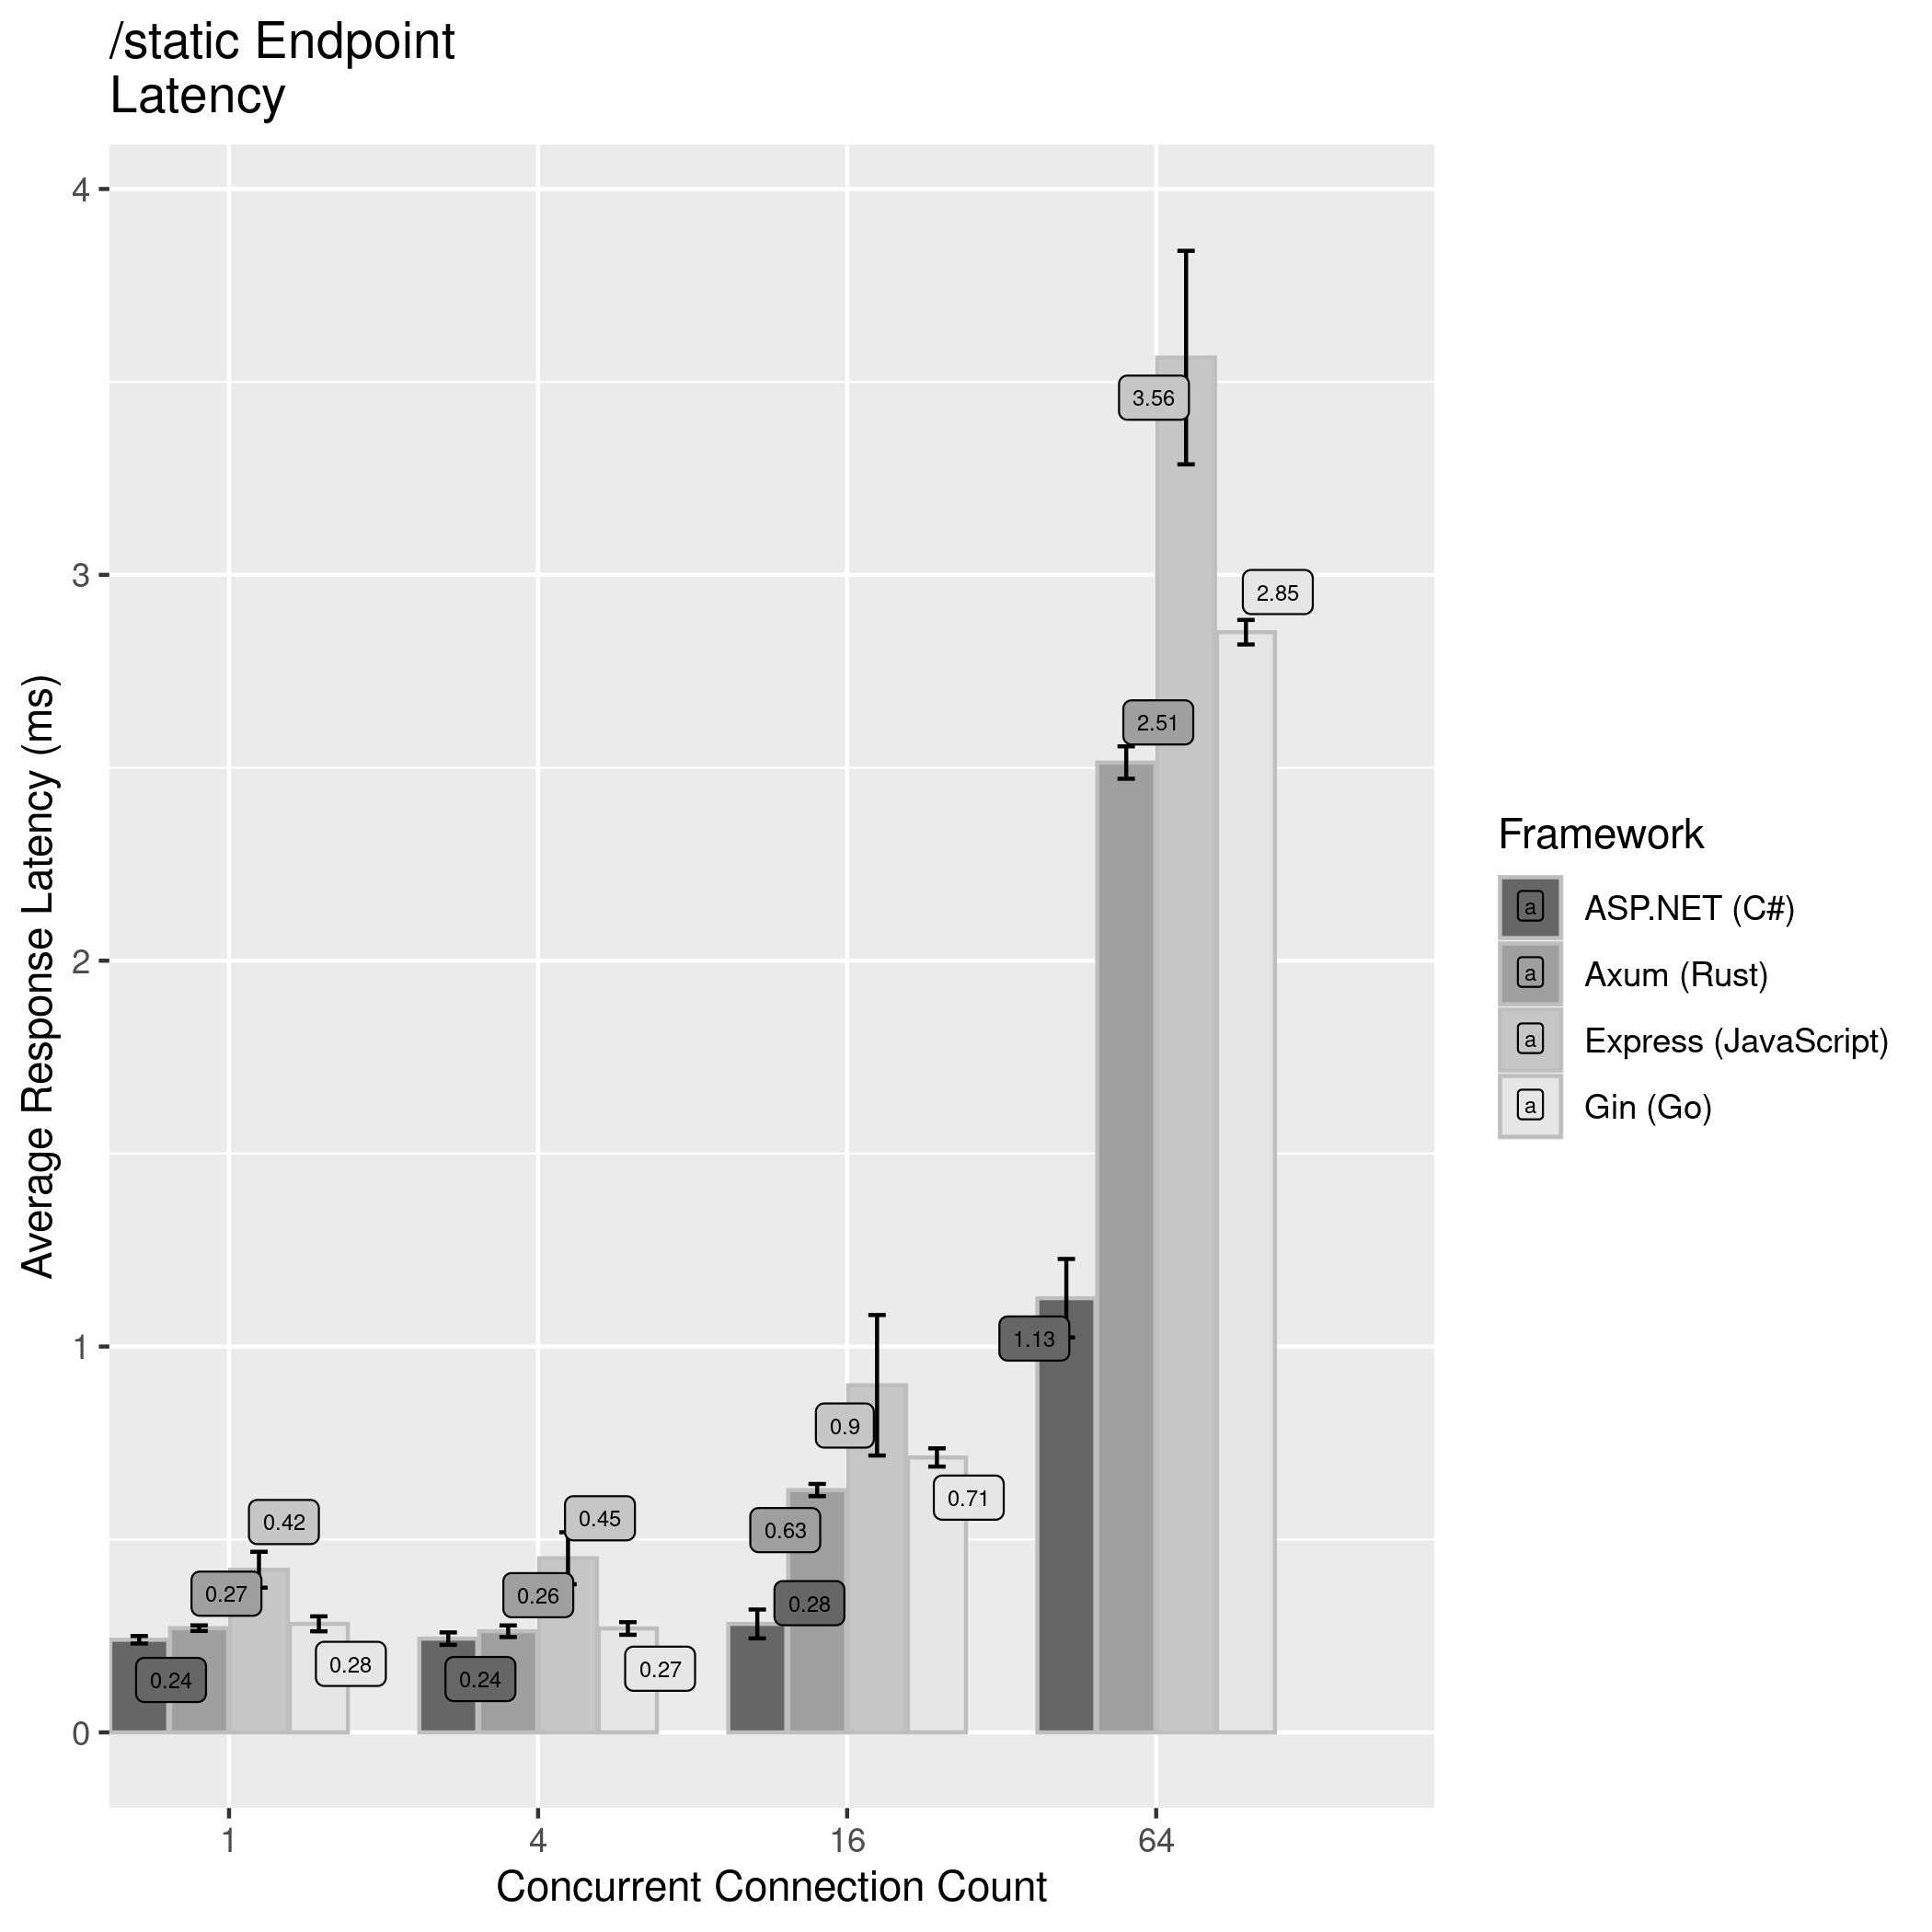 /static Endpoint
Latency
Average Response Latency (ms)
4
3
2
1
0
3.56
2.85
2.51
1.13
0.9
0.71
0.42
0.45
0.63
0.27
0.26
0.28
0.24
0.28
0.24
0.27
1
4
16
64
Concurrent Connection Count
Framework
a ASP.NET (C#)
a Axum (Rust)
a Express (JavaScript)
a Gin (Go)